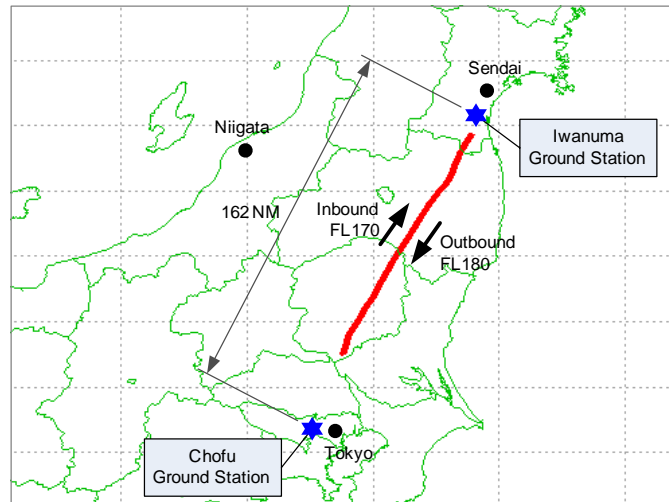 Sendai
Niigata
Iwanuma
Ground Station
162 NM
Inbound
FL170
Outbound
FL180
Chofu
Ground Station
Tokyo